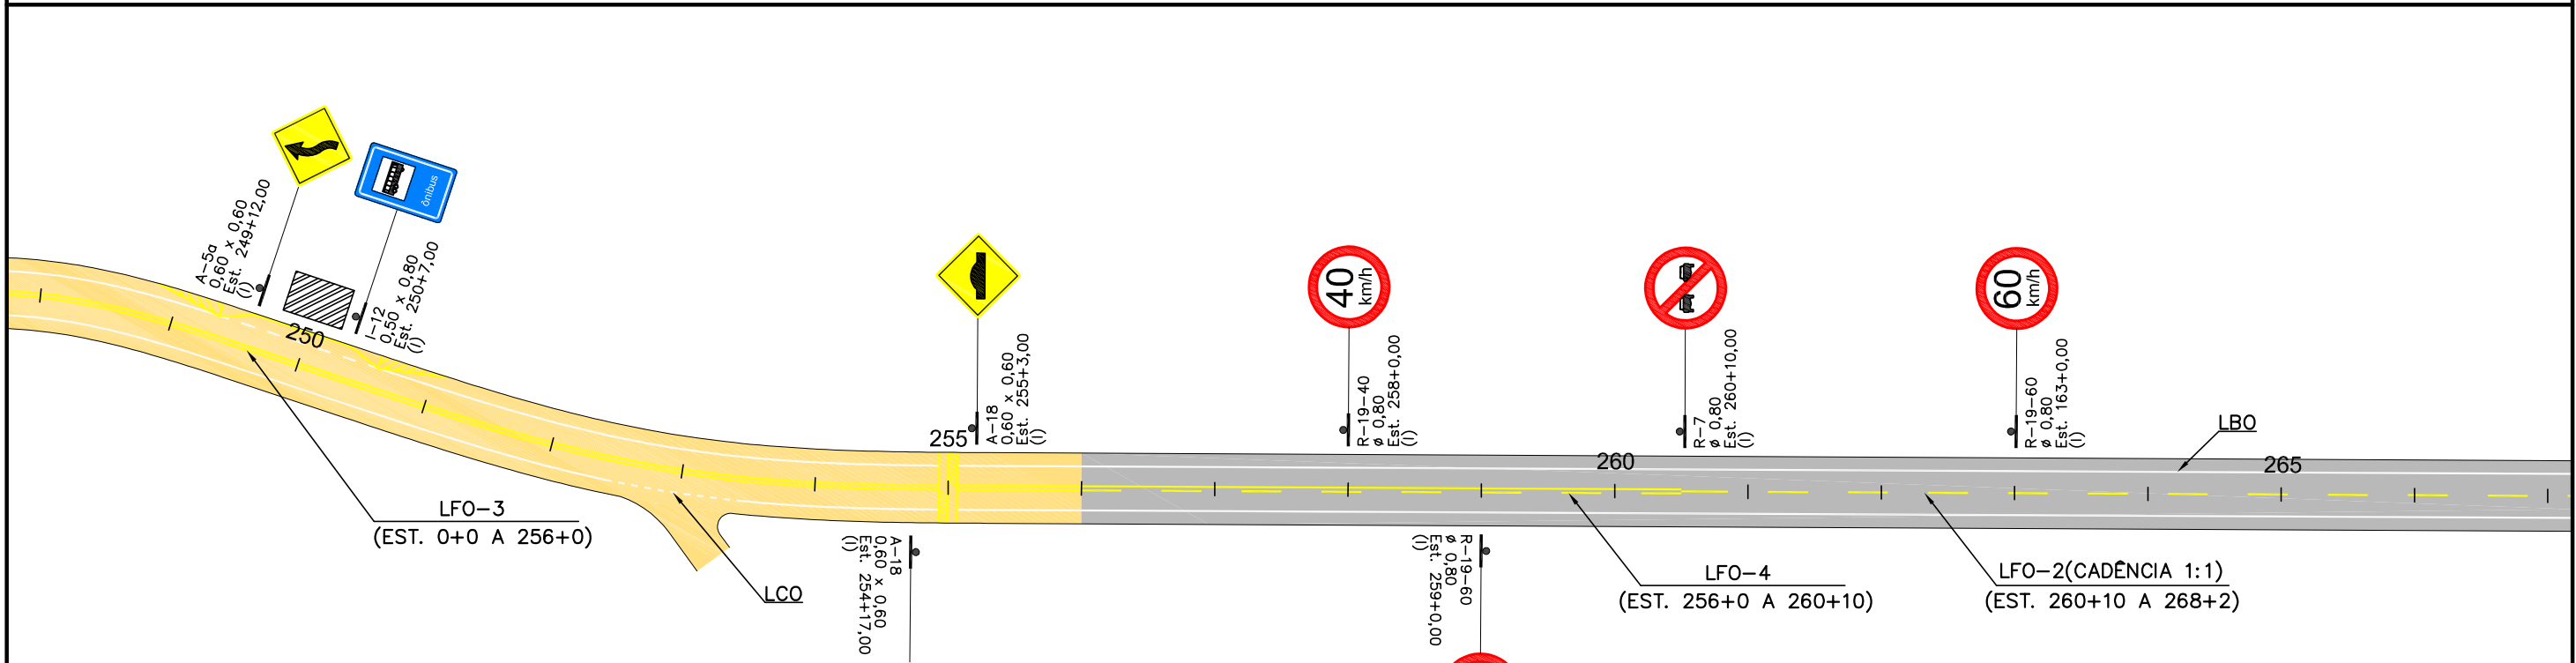 A-5a
0,60 x 0,60
Est. 249+12,00
(I)
ônibus
I-12
0,50 x 0,80
Est. 250+7,00
(I)
250
LFO-3
(EST. 0+0 A 256+0)
LCO
255
A-18
0,60 x 0,60
Est. 255+3,00
(I)
A-18
0,60 x 0,60
Est. 254+17,00
(I)
40
km/h
R-19-40
ø 0,80
Est. 258+0,00
(I)
R-19-60
ø 0,80
Est. 259+0,00
(I)
260
R-7
ø 0,80
Est. 260+10,00
(I)
LFO-4
(EST. 256+0 A 260+10)
60
km/h
R-19-60
ø 0,80
Est. 163+0,00
(I)
LFO-2(CADÊNCIA 1:1)
(EST. 260+10 A 268+2)
LBO
265